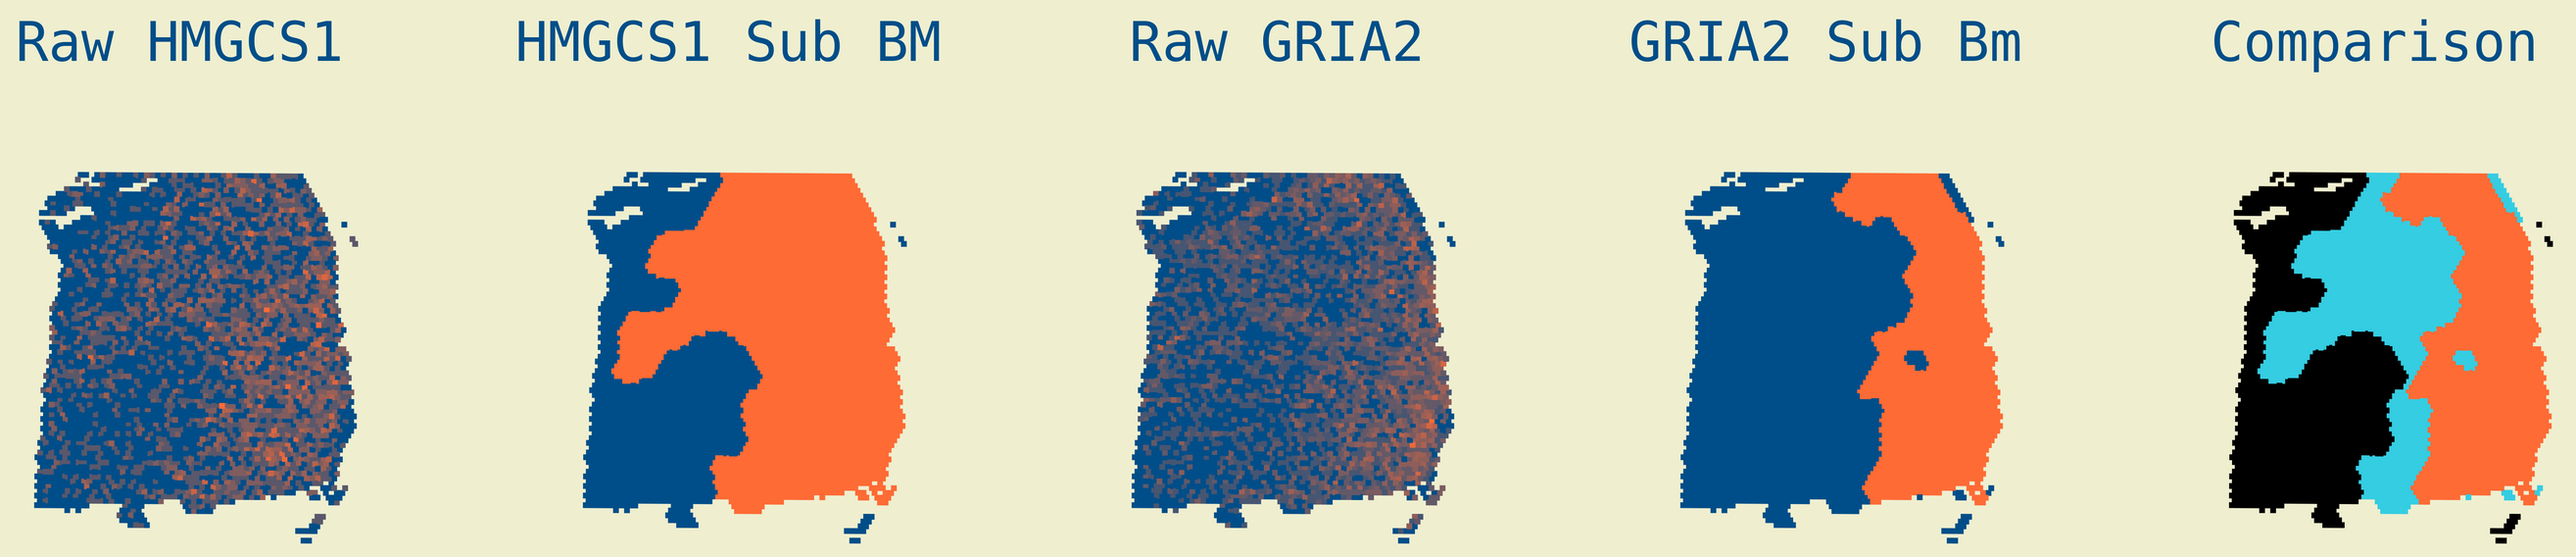 Raw HMGCS1
HMGCS1 Sub BM
Raw GRIA2
GRIA2 Sub Bm
Comparison